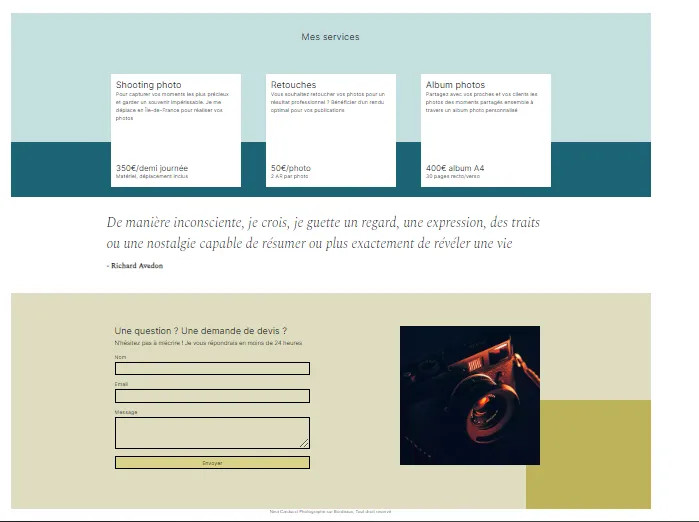 Mes services
Shooting photo
Pour capturer vos moments les plus précieux
et garder un souvenir impérissable. Je me
déplace en Île-de-France pour réaliser vos
photos
350€/demi journée
Matériel, déplacement inclus
Retouches
Vous souhaitez retoucher vos photos pour un
résultat professionnel ? Bénéficier d'un rendu
optimal pour vos publications
50€/photo
2 A/R par photo
Album photos
Partagez avec vos proches et vos clients les
photos des moments partagés ensemble à
travers un album photo personnalisé
400€ album A4
30 pages recto/verso
De manière inconsciente, je crois, je guette un regard, une expression, des traits
ou une nostalgie capable de résumer ou plus exactement de révéler une vie
- Richard Avedon
Une question ? Une demande de devis ?
N'hésitez pas à m'écrire ! Je vous répondrais en moins de 24 heures
Nom
Email
Message
Envoyer
Photographe sur Bordeaux. Tout droit réservé